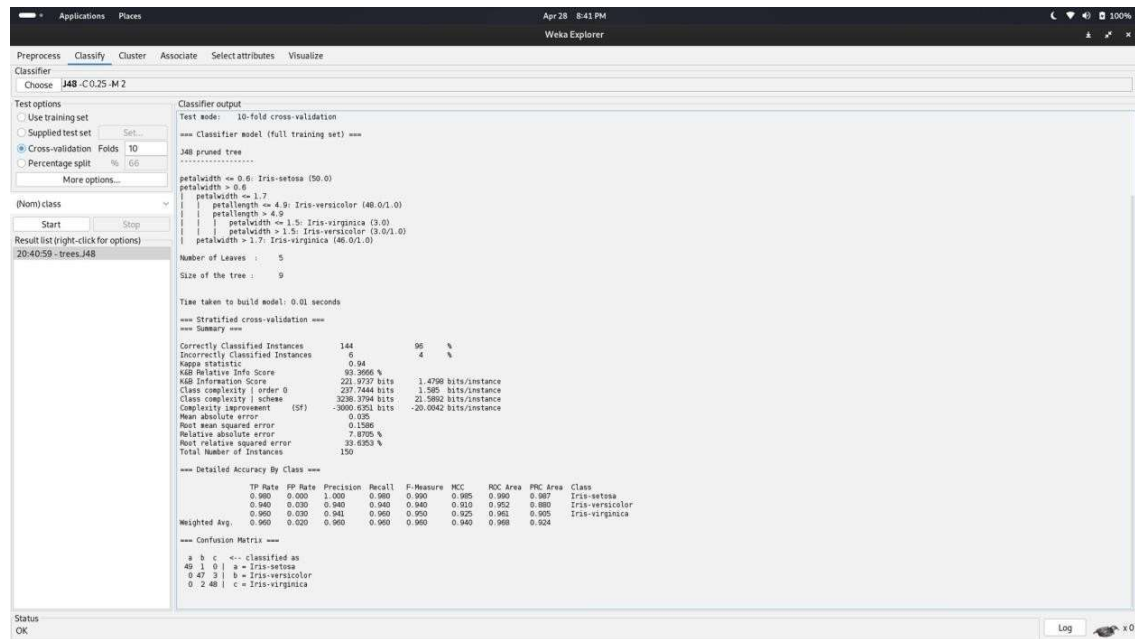 Applications Places Apr 28 8:41 PM 100%
Weka Explorer
Preprocess Classify Cluster Associate Select attributes Visualize
Classifier
Choose J48 -C 0.25 -M 2
Test options
Use training set
Supplied test set Set...
Cross-validation Folds 10
Percentage split % 66
More options...
(Nom) class
Start Stop
Result list (right-click for options)
20:40:59 - trees.J48
Classifier output
Test mode: 10-fold cross-validation
=== Classifier model (full training set) ===
J48 pruned tree
------------------
petalwidth <= 0.6: Iris-setosa (50.0)
petalwidth > 0.6
| petalwidth <= 1.7
| | petallength <= 4.9: Iris-versicolor (48.0/1.0)
| | petallength > 4.9
| | | petalwidth <= 1.5: Iris-virginica (3.0)
| | | petalwidth > 1.5: Iris-versicolor (3.0/1.0)
| petalwidth > 1.7: Iris-virginica (46.0/1.0)
Number of Leaves : 5
Size of the tree : 9
Time taken to build model: 0.01 seconds
=== Stratified cross-validation ===
=== Summary ===
Correctly Classified Instances 144 96 %
Incorrectly Classified Instances 6 4 %
Kappa statistic 0.94
K&B Relative Info Score 93.3666 %
K&B Information Score 221.9737 bits 1.4798 bits/instance
Class complexity | order 0 237.7444 bits 1.585 bits/instance
Class complexity | scheme 3238.3794 bits 21.5892 bits/instance
Complexity improvement (Sf) -3000.6351 bits -20.0042 bits/instance
Mean absolute error 0.035
Root mean squared error 0.1586
Relative absolute error 7.8705 %
Root relative squared error 33.6353 %
Total Number of Instances 150
=== Detailed Accuracy By Class ===
TP Rate FP Rate Precision Recall F-Measure MCC ROC Area PRC Area Class
0.980 0.000 1.000 0.980 0.990 0.985 0.990 0.987 Iris-setosa
0.940 0.030 0.940 0.940 0.940 0.910 0.952 0.880 Iris-versicolor
0.960 0.030 0.941 0.960 0.950 0.925 0.961 0.905 Iris-virginica
Weighted Avg. 0.960 0.020 0.960 0.960 0.960 0.940 0.968 0.924
=== Confusion Matrix ===
a b c <-- classified as
49 1 0 | a = Iris-setosa
0 47 3 | b = Iris-versicolor
0 2 48 | c = Iris-virginica
Status
OK
Log x 0